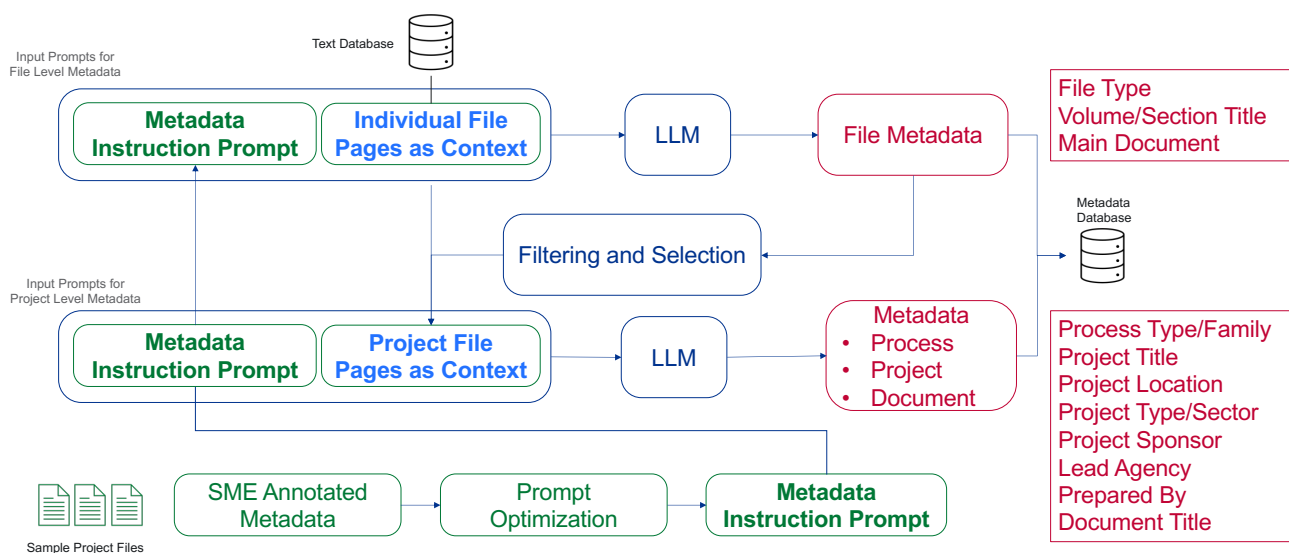 Text Database
Input Prompts for
File Level Metadata
Metadata
Instruction Prompt
Individual File
Pages as Context
LLM
File Metadata
File Type
Volume/Section Title
Main Document
Metadata
Database
Filtering and Selection
Input Prompts for
Project Level Metadata
Metadata
Instruction Prompt
Project File
Pages as Context
LLM
Metadata
• Process
• Project
• Document
Process Type/Family
Project Title
Project Location
Project Type/Sector
Project Sponsor
Lead Agency
Prepared By
Document Title
Sample Project Files
SME Annotated
Metadata
Prompt
Optimization
Metadata
Instruction Prompt